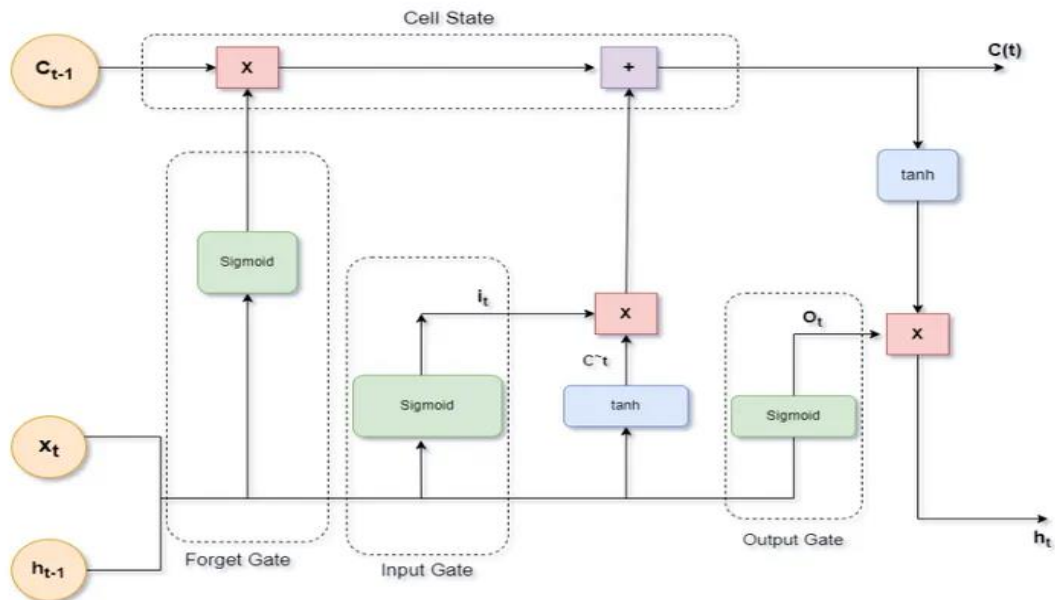 Cell State
C(t)
Ct-1
X
+
tanh
Sigmoid
it
X
Ot
X
C~t
Sigmoid
tanh
Sigmoid
xt
ht-1
Forget Gate
Input Gate
Output Gate
ht